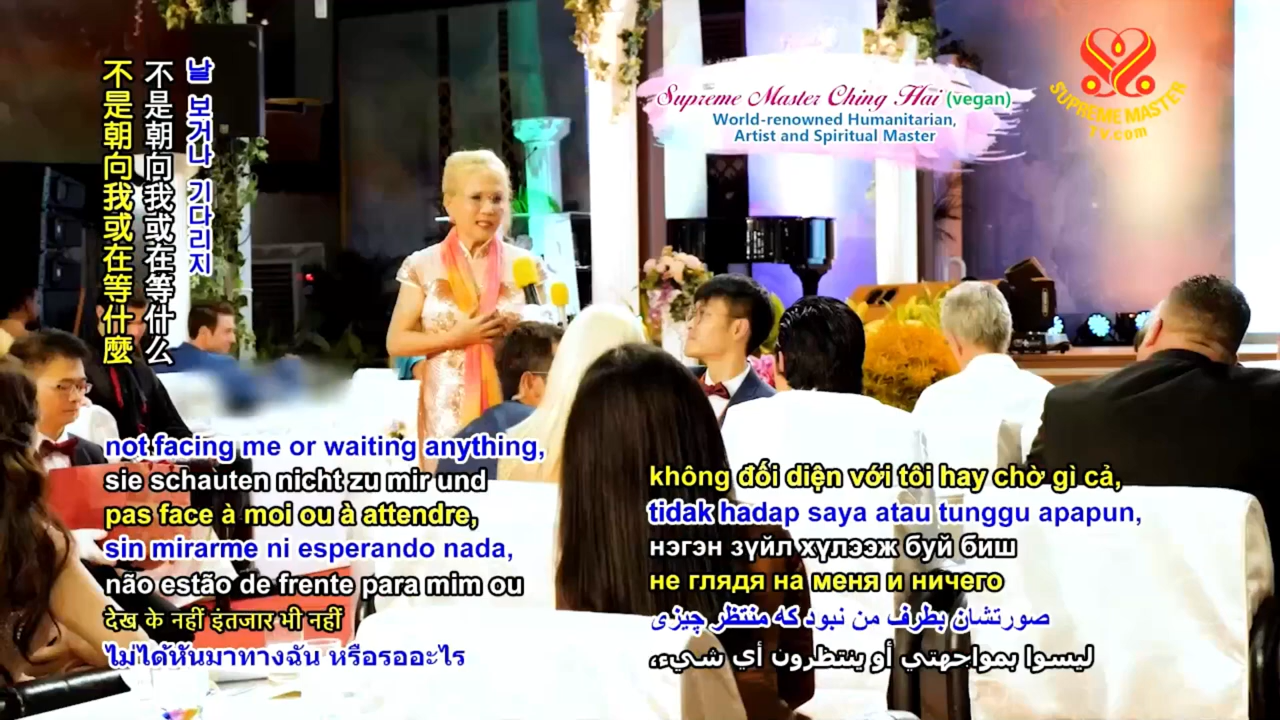 Supreme Master Ching Hai (vegan)
World-renowned Humanitarian,
Artist and Spiritual Master
SUPREME MASTER
TV.com
날 보거나 기다리지
不是朝向我或在等什么
不是朝向我或在等什麼
not facing me or waiting anything,
sie schauten nicht zu mir und
pas face à moi ou à attendre,
sin mirarme ni esperando nada,
não estão de frente para mim ou
देख के नहीं इंतजार भी नहीं
ไม่ได้หันมาทางฉัน หรือรออะไร
không đối diện với tôi hay chờ gì cả,
tidak hadap saya atau tunggu apapun,
нэгэн зүйл хүлээж буй биш
не глядя на меня и ничего
صورتشان بطرف من نبود که منتظر چیزی
ليسوا بمواجهتي أو ينتظرون أي شيء،